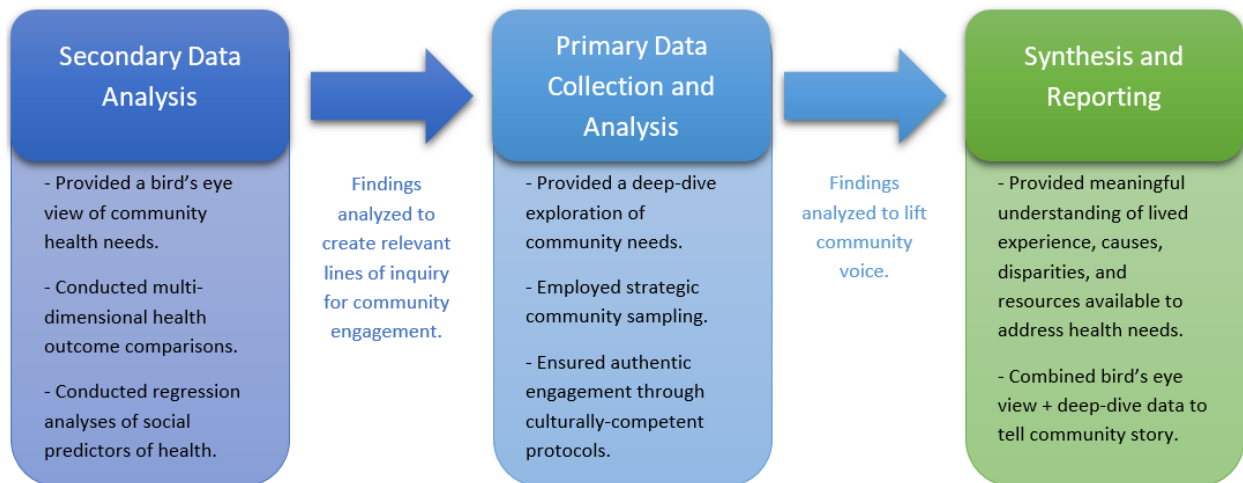 Secondary Data
Analysis
- Provided a bird's eye
view of community
health needs.
- Conducted multi-
dimensional health
outcome comparisons.
- Conducted regression
analyses of social
predictors of health.
Findings
analyzed to
create relevant
lines of inquiry
for community
engagement.
Primary Data
Collection and
Analysis
- Provided a deep-dive
exploration of
community needs.
- Employed strategic
community sampling.
- Ensured authentic
engagement through
culturally-competent
protocols.
Findings
analyzed to lift
community
voice.
Synthesis and
Reporting
- Provided meaningful
understanding of lived
experience, causes,
disparities, and
resources available to
address health needs.
- Combined bird's eye
view + deep-dive data to
tell community story.